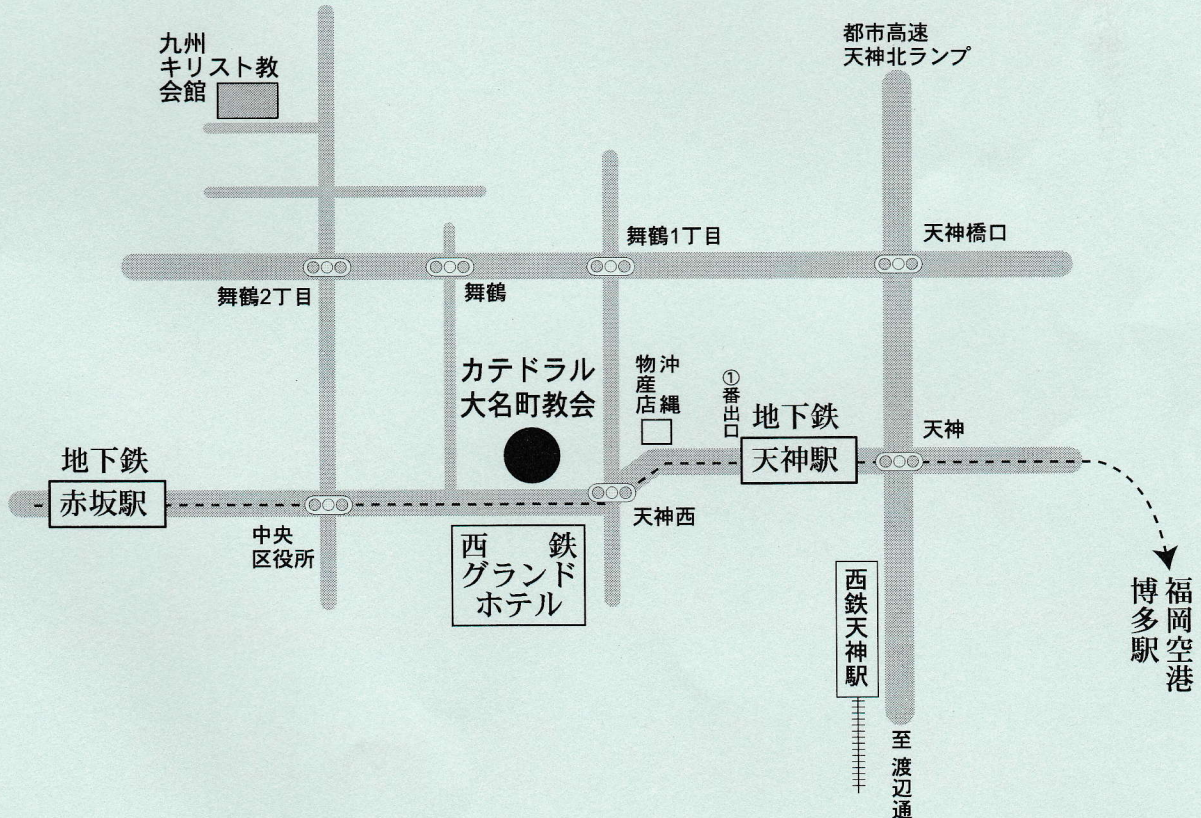 九州
キリスト教
会館
都市高速
天神北ランプ
舞鶴1丁目
天神橋口
舞鶴2丁目
舞鶴
カテドラル
大名町教会
沖縄
物産店
①番出口
地下鉄
天神駅
天神
地下鉄
赤坂駅
中央
区役所
天神西
西鉄
グランド
ホテル
西鉄天神駅
福岡空港
博多駅
至 渡辺通